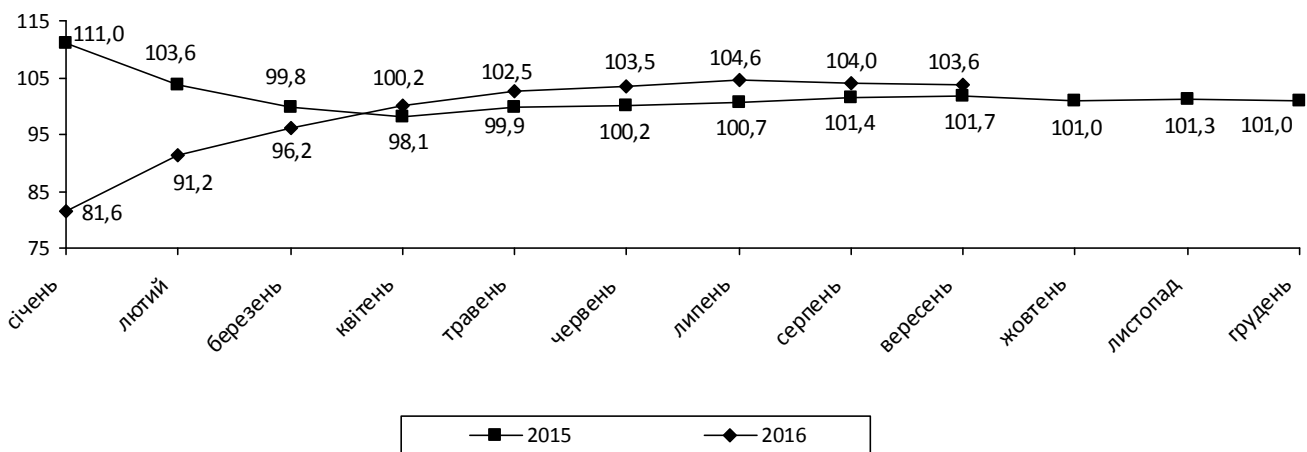 115
111,0
103,6
99,8
100,2
102,5
103,5
104,6
104,0
103,6
105
95
96,2
98,1
99,9
100,2
100,7
101,4
101,7
101,0
101,3
101,0
91,2
85
81,6
75
січень
лютий
березень
квітень
травень
червень
липень
серпень
вересень
жовтень
листопад
грудень
2015
2016